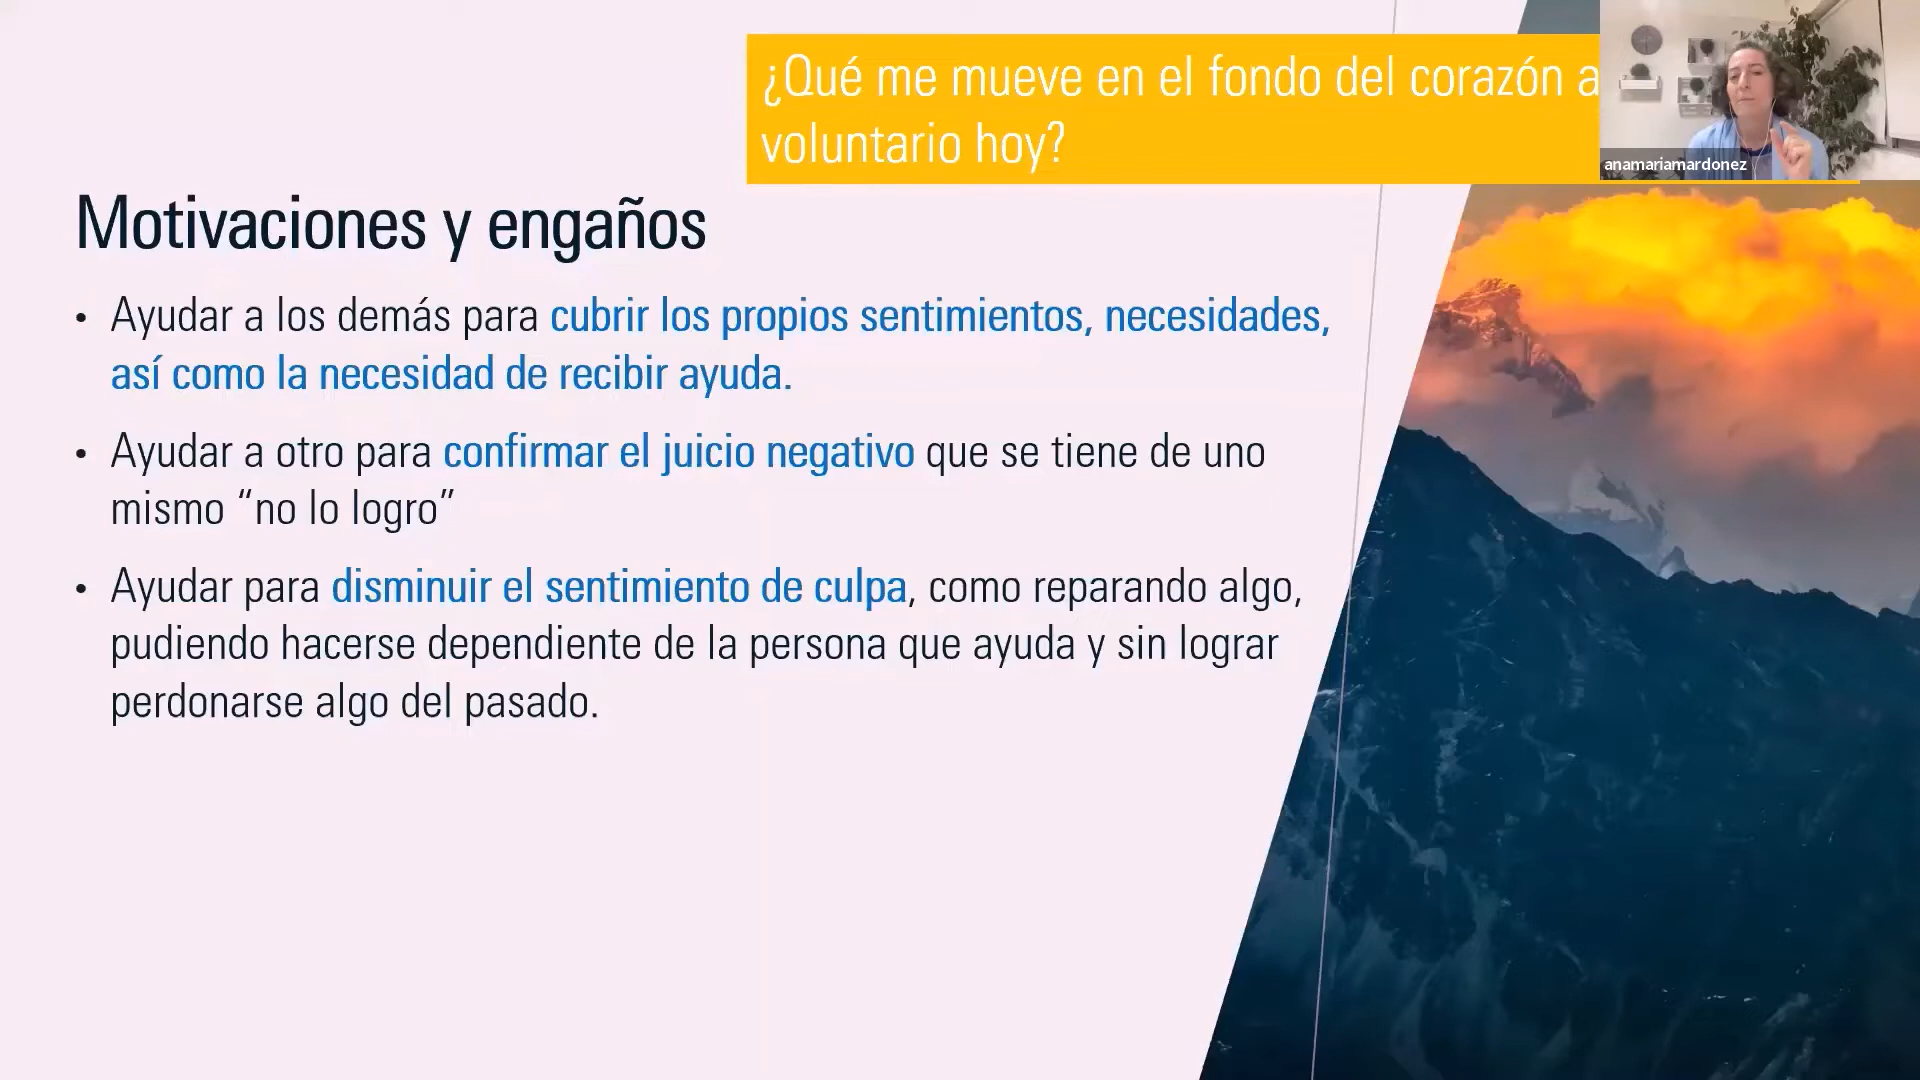 ¿Qué me mueve en el fondo del corazón a
voluntario hoy?
anamariamardonez
Motivaciones y engaños
• Ayudar a los demás para cubrir los propios sentimientos, necesidades,
así como la necesidad de recibir ayuda.
• Ayudar a otro para confirmar el juicio negativo que se tiene de uno
mismo “no lo logro”
• Ayudar para disminuir el sentimiento de culpa, como reparando algo,
pudiendo hacerse dependiente de la persona que ayuda y sin lograr
perdonarse algo del pasado.